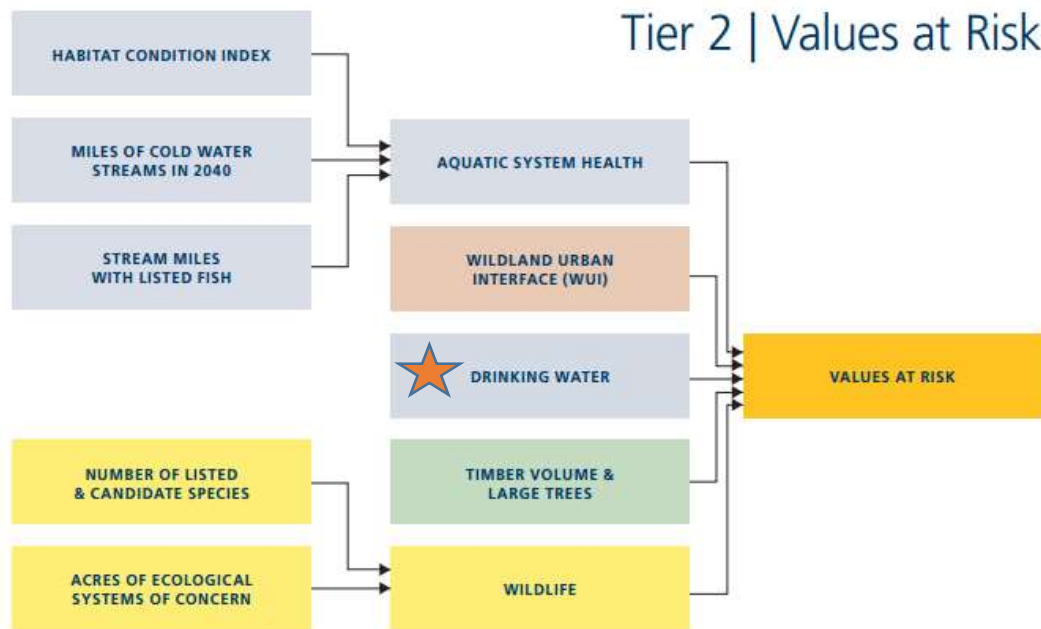 Tier 2 | Values at Risk
HABITAT CONDITION INDEX
MILES OF COLD WATER
STREAMS IN 2040
STREAM MILES
WITH LISTED FISH
NUMBER OF LISTED
& CANDIDATE SPECIES
ACRES OF ECOLOGICAL
SYSTEMS OF CONCERN
AQUATIC SYSTEM HEALTH
WILDLAND URBAN
INTERFACE (WUI)
DRINKING WATER
TIMBER VOLUME &
LARGE TREES
WILDLIFE
VALUES AT RISK